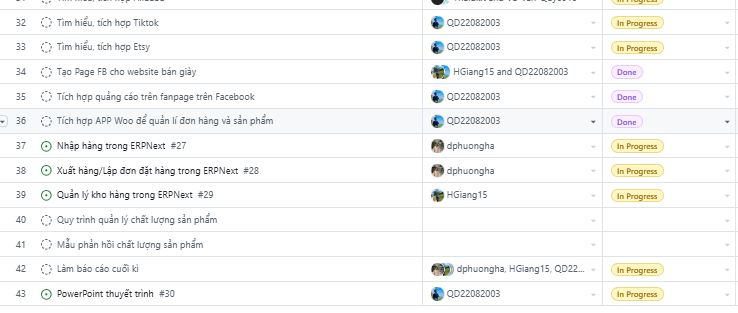 32 Tìm hiểu, tích hợp Tiktok QD22082003 In Progress
33 Tìm hiểu, tích hợp Etsy QD22082003 In Progress
34 Tạo Page FB cho website bán giày HGiang15 and QD22082003 Done
35 Tích hợp quảng cáo trên fanpage trên Facebook QD22082003 Done
36 Tích hợp APP Woo để quản lí đơn hàng và sản phẩm QD22082003 Done
37 Nhập hàng trong ERPNext #27 dphuongha In Progress
38 Xuất hàng/Lập đơn đặt hàng trong ERPNext #28 dphuongha In Progress
39 Quản lý kho hàng trong ERPNext #29 HGiang15 In Progress
40 Quy trình quản lý chất lượng sản phẩm
41 Mẫu phản hồi chất lượng sản phẩm
42 Làm báo cáo cuối kì dphuongha, HGiang15, QD22... In Progress
43 PowerPoint thuyết trình #30 QD22082003 In Progress